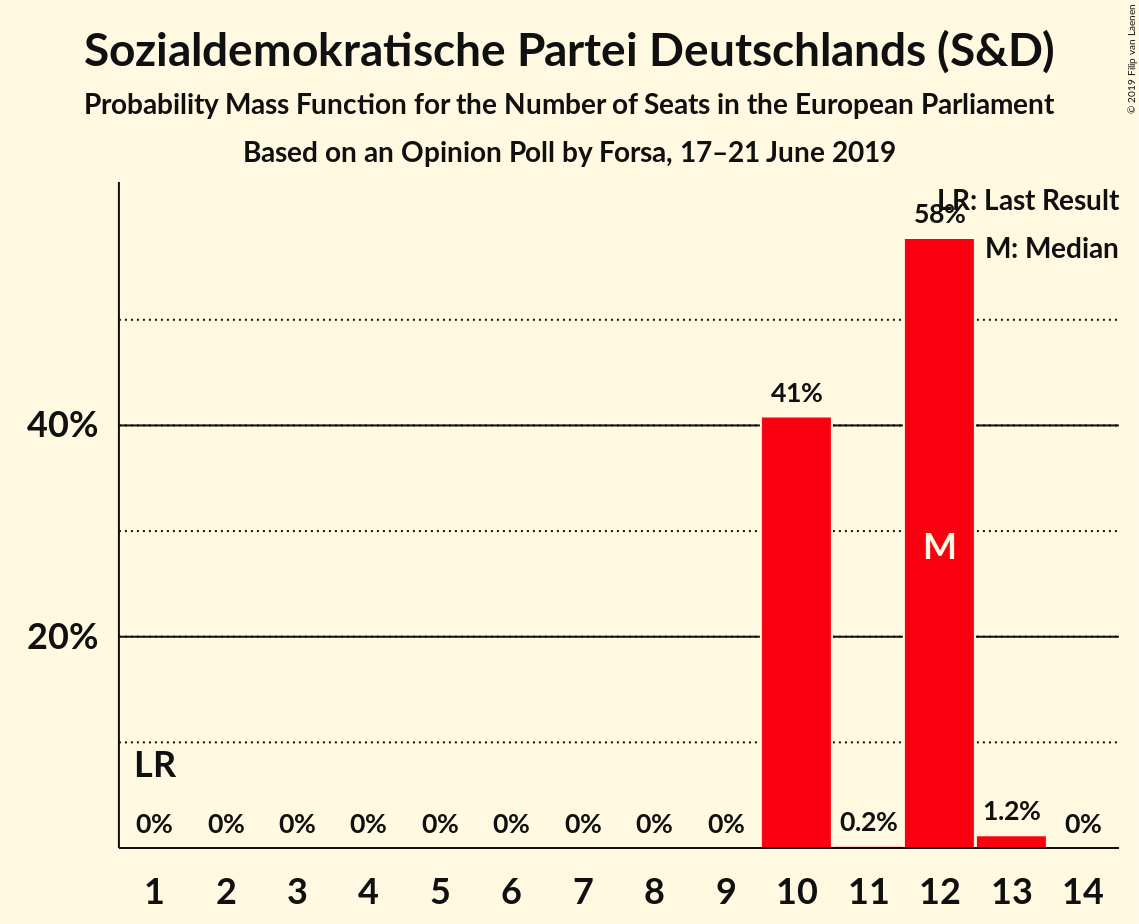 Sozialdemokratische Partei Deutschlands (S&D)
Probability Mass Function for the Number of Seats in the European Parliament
Based on an Opinion Poll by Forsa, 17–21 June 2019
© 2019 Filip van Laenen
LR: Last Result
M: Median
58%
41%
40%
M
20%
LR
0% 0% 0% 0% 0% 0% 0% 0% 0% 0.2% 1.2% 0%
1 2 3 4 5 6 7 8 9 10 11 12 13 14